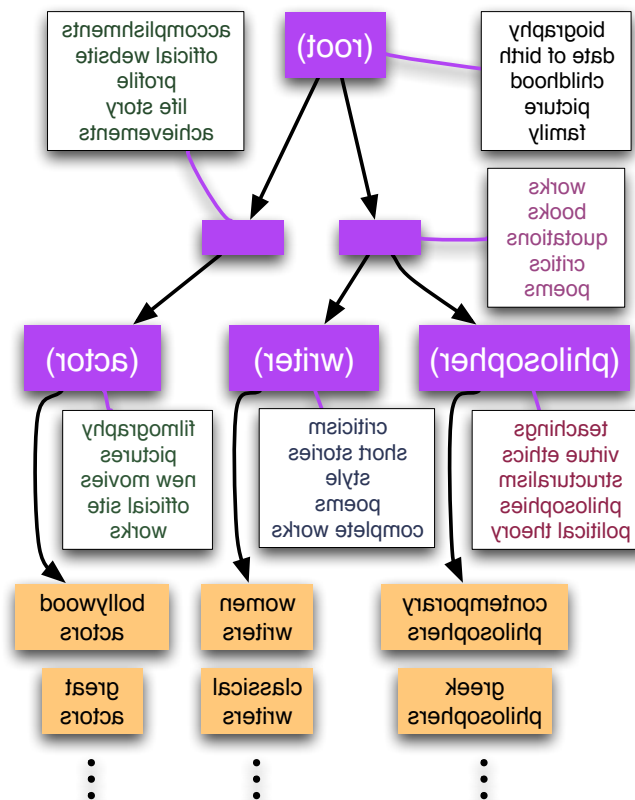 (root)
accomplishments
official website
profile
life story
achievements
biography
date of birth
childhood
picture
family
works
books
quotations
critics
poems
(actor)
(writer)
(philosopher)
filmography
pictures
new movies
official site
works
criticism
short stories
style
poems
complete works
teachings
virtue ethics
structuralism
philosophies
political theory
bollywood
actors
women
writers
contemporary
philosophers
great
actors
classical
writers
greek
philosophers